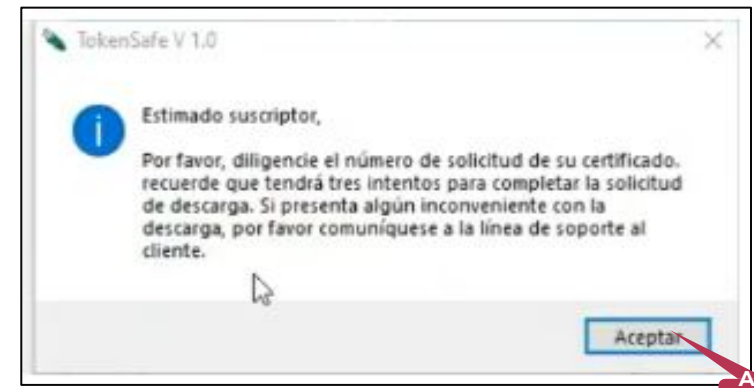 TokenSafe V 1.0
Estimado suscriptor,
Por favor, diligencie el número de solicitud de su certificado.
recuerde que tendrá tres intentos para completar la solicitud
de descarga. Si presenta algún inconveniente con la
descarga, por favor comuníquese a la línea de soporte al
cliente.
Aceptar
A